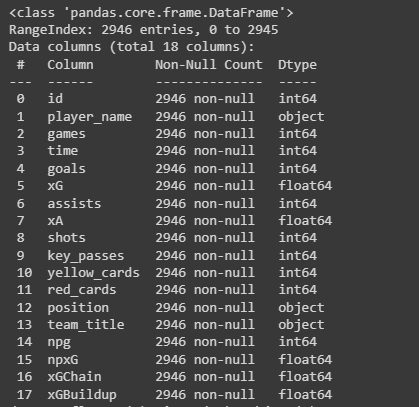 <class 'pandas.core.frame.DataFrame'>
RangeIndex: 2946 entries, 0 to 2945
Data columns (total 18 columns):
 #   Column        Non-Null Count  Dtype
---  ------        --------------  -----
 0   id            2946 non-null   int64
 1   player_name   2946 non-null   object
 2   games         2946 non-null   int64
 3   time          2946 non-null   int64
 4   goals         2946 non-null   int64
 5   xG            2946 non-null   float64
 6   assists       2946 non-null   int64
 7   xA            2946 non-null   float64
 8   shots         2946 non-null   int64
 9   key_passes    2946 non-null   int64
 10  yellow_cards  2946 non-null   int64
 11  red_cards     2946 non-null   int64
 12  position      2946 non-null   object
 13  team_title    2946 non-null   object
 14  npg           2946 non-null   int64
 15  npxG          2946 non-null   float64
 16  xGChain       2946 non-null   float64
 17  xGBuildup     2946 non-null   float64